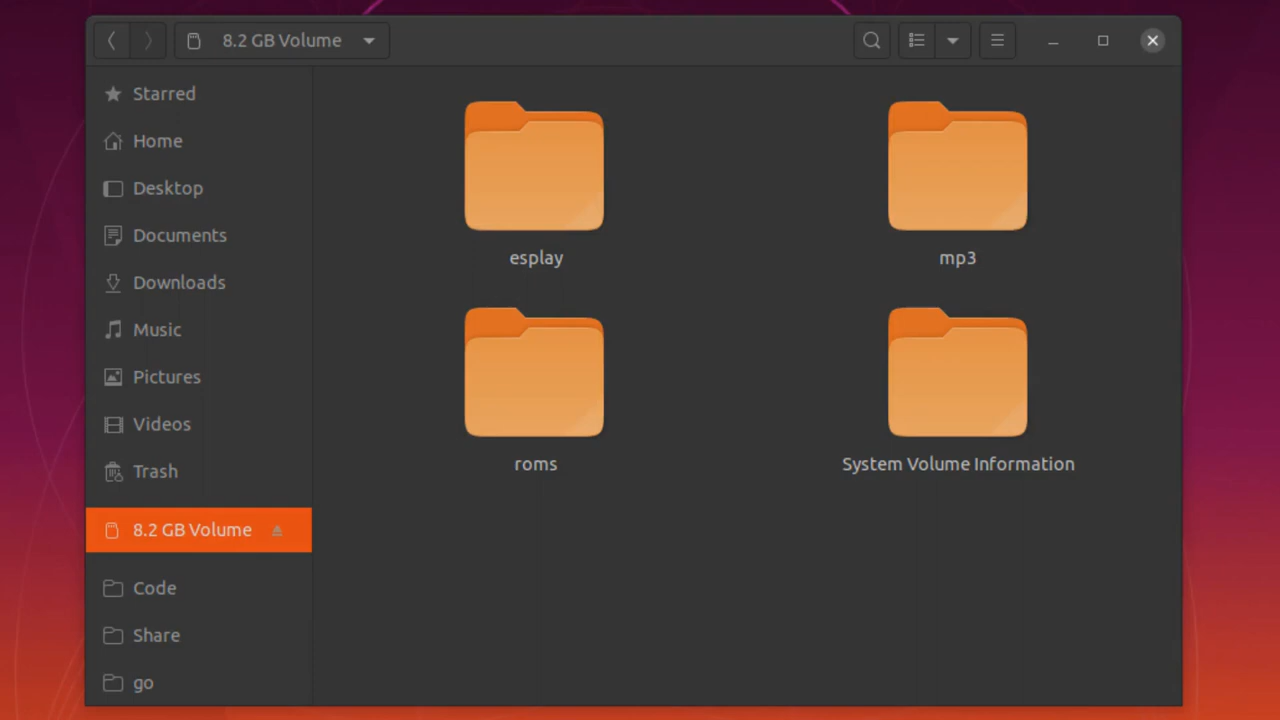 8.2 GB Volume
Starred
Home
Desktop
Documents
Downloads
Music
Pictures
Videos
Trash
8.2 GB Volume
Code
Share
go
esplay
mp3
roms
System Volume Information